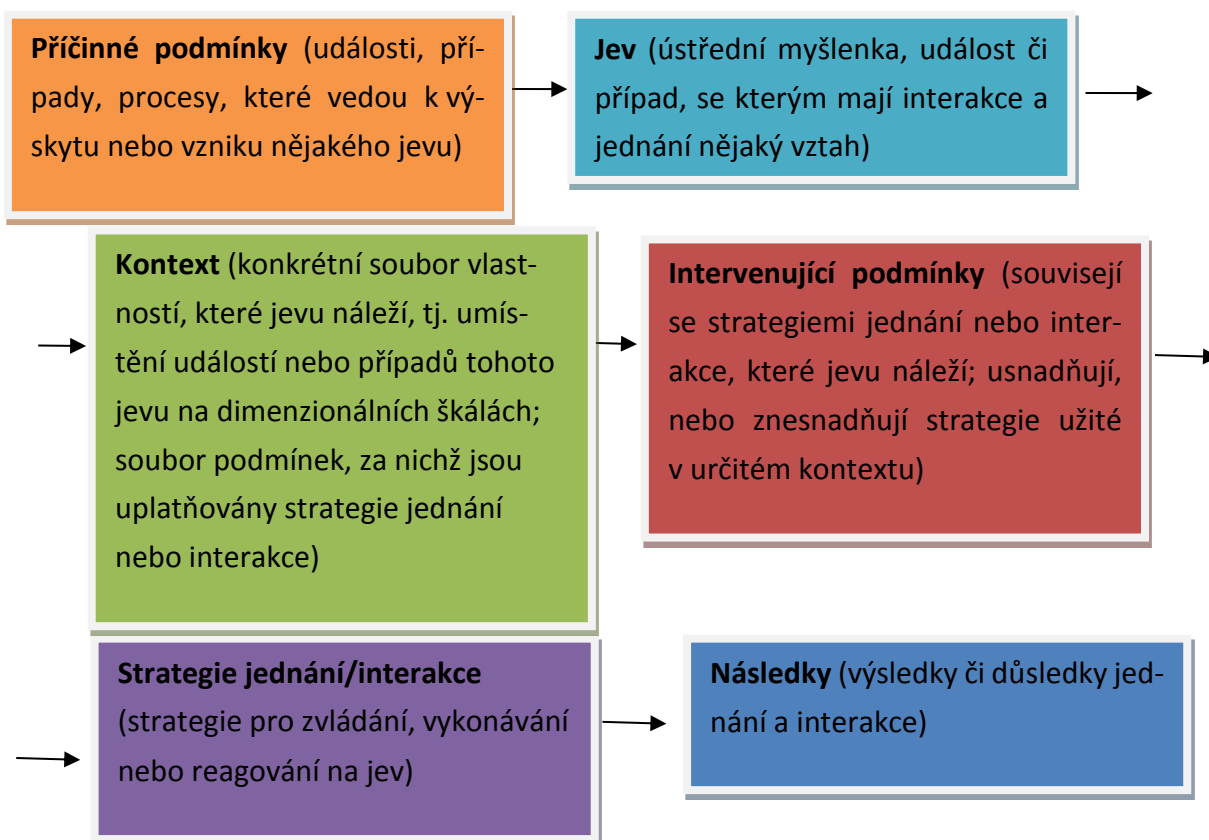 Příčinné podmínky (události, pří-
pady, procesy, které vedou k vý-
skytu nebo vzniku nějakého jevu)
Jev (ústřední myšlenka, událost či
případ, se kterým mají interakce a
jednání nějaký vztah)
Kontext (konkrétní soubor vlast-
ností, které jevu náleží, tj. umís-
tění událostí nebo případů tohoto
jevu na dimenzionálních škálách;
soubor podmínek, za nichž jsou
uplatňovány strategie jednání
nebo interakce)
Intervenující podmínky (souvisejí
se strategiemi jednání nebo inter-
akce, které jevu náleží; usnadňují,
nebo znesnadňují strategie užité
v určitém kontextu)
Strategie jednání/interakce
(strategie pro zvládání, vykonávání
nebo reagování na jev)
Následky (výsledky či důsledky jed-
nání a interakce)